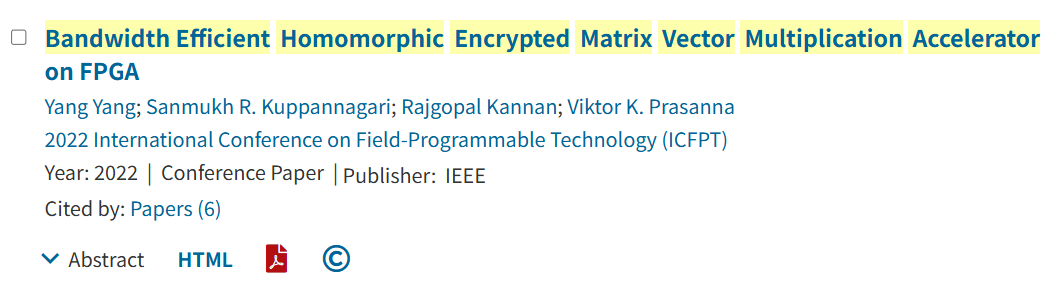 Bandwidth Efficient Homomorphic Encrypted Matrix Vector Multiplication Accelerator
on FPGA
Yang Yang; Sanmukh R. Kuppannagari; Rajgopal Kannan; Viktor K. Prasanna
2022 International Conference on Field-Programmable Technology (ICFPT)
Year: 2022 | Conference Paper | Publisher: IEEE
Cited by: Papers (6)
Abstract HTML ©